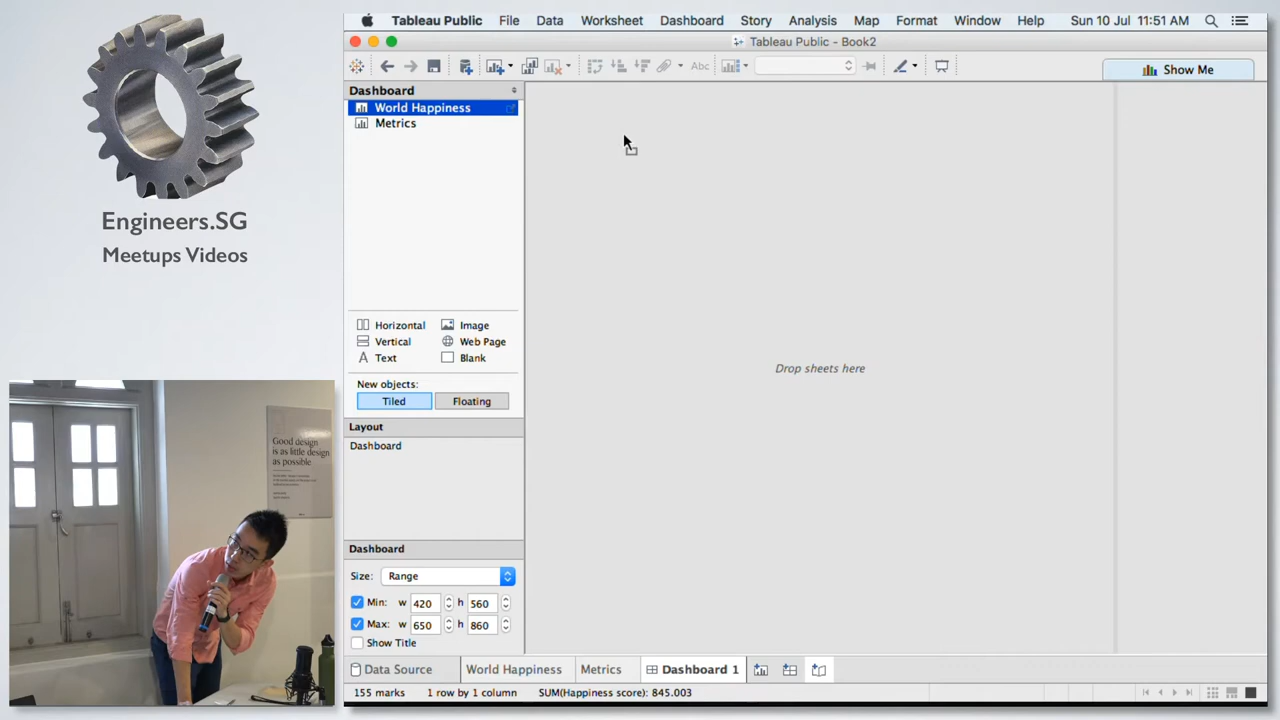 Engineers.SG
Meetups Videos
Good design
is as little design
as possible
Tableau Public File Data Worksheet Dashboard Story Analysis Map Format Window Help Sun 10 Jul 11:51 AM
Tableau Public - Book2
Abc
Show Me
Dashboard
World Happiness
Metrics
Horizontal Image
Vertical Web Page
A Text Blank
New objects:
Tiled Floating
Layout
Dashboard
Dashboard
Size: Range
Min: w 420 h 560
Max: w 650 h 860
Show Title
Drop sheets here
Data Source World Happiness Metrics Dashboard 1
155 marks 1 row by 1 column SUM(Happiness score): 845.003